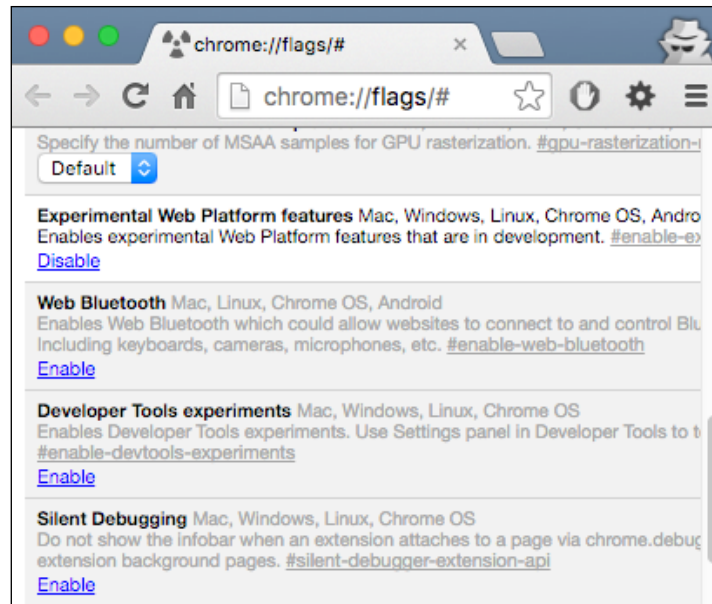 chrome://flags/#
chrome://flags/#
Specify the number of MSAA samples for GPU rasterization. #gpu-rasterization-
Default
Experimental Web Platform features Mac, Windows, Linux, Chrome OS, Andro
Enables experimental Web Platform features that are in development. #enable-ex
Disable
Web Bluetooth Mac, Linux, Chrome OS, Android
Enables Web Bluetooth which could allow websites to connect to and control Blu
Including keyboards, cameras, microphones, etc. #enable-web-bluetooth
Enable
Developer Tools experiments Mac, Windows, Linux, Chrome OS
Enables Developer Tools experiments. Use Settings panel in Developer Tools to t
#enable-devtools-experiments
Enable
Silent Debugging Mac, Windows, Linux, Chrome OS
Do not show the infobar when an extension attaches to a page via chrome.debug
extension background pages. #silent-debugger-extension-api
Enable